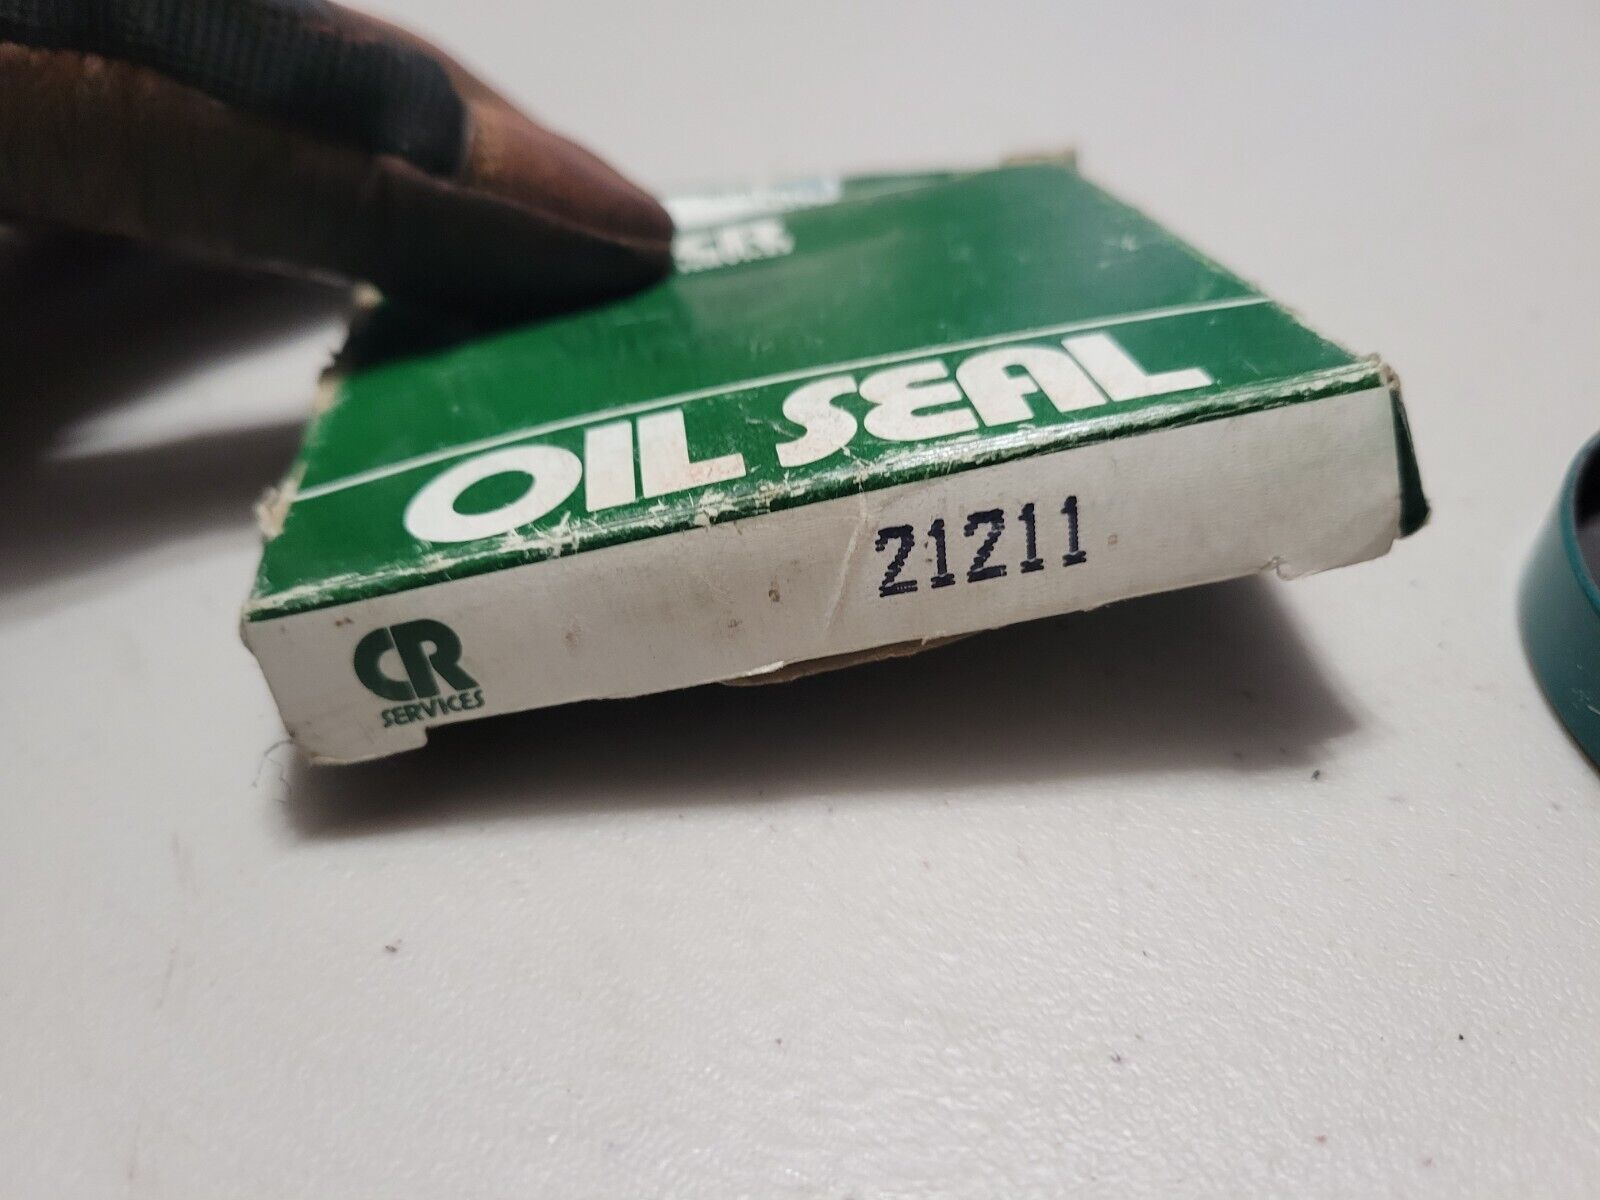 OIL SEAL
21211
CR
SERVICES